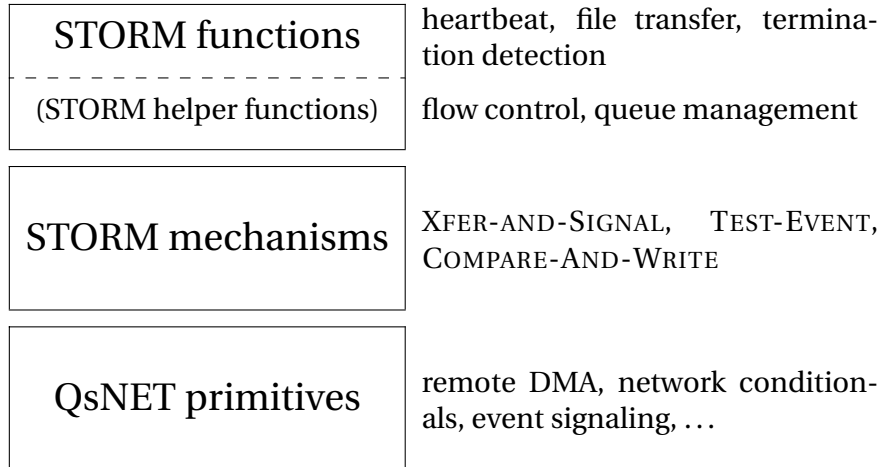 STORM functions
heartbeat, file transfer, termina-
tion detection
(STORM helper functions)
flow control, queue management
STORM mechanisms
XFER-AND-SIGNAL, TEST-EVENT,
COMPARE-AND-WRITE
QsNET primitives
remote DMA, network condition-
als, event signaling, ...